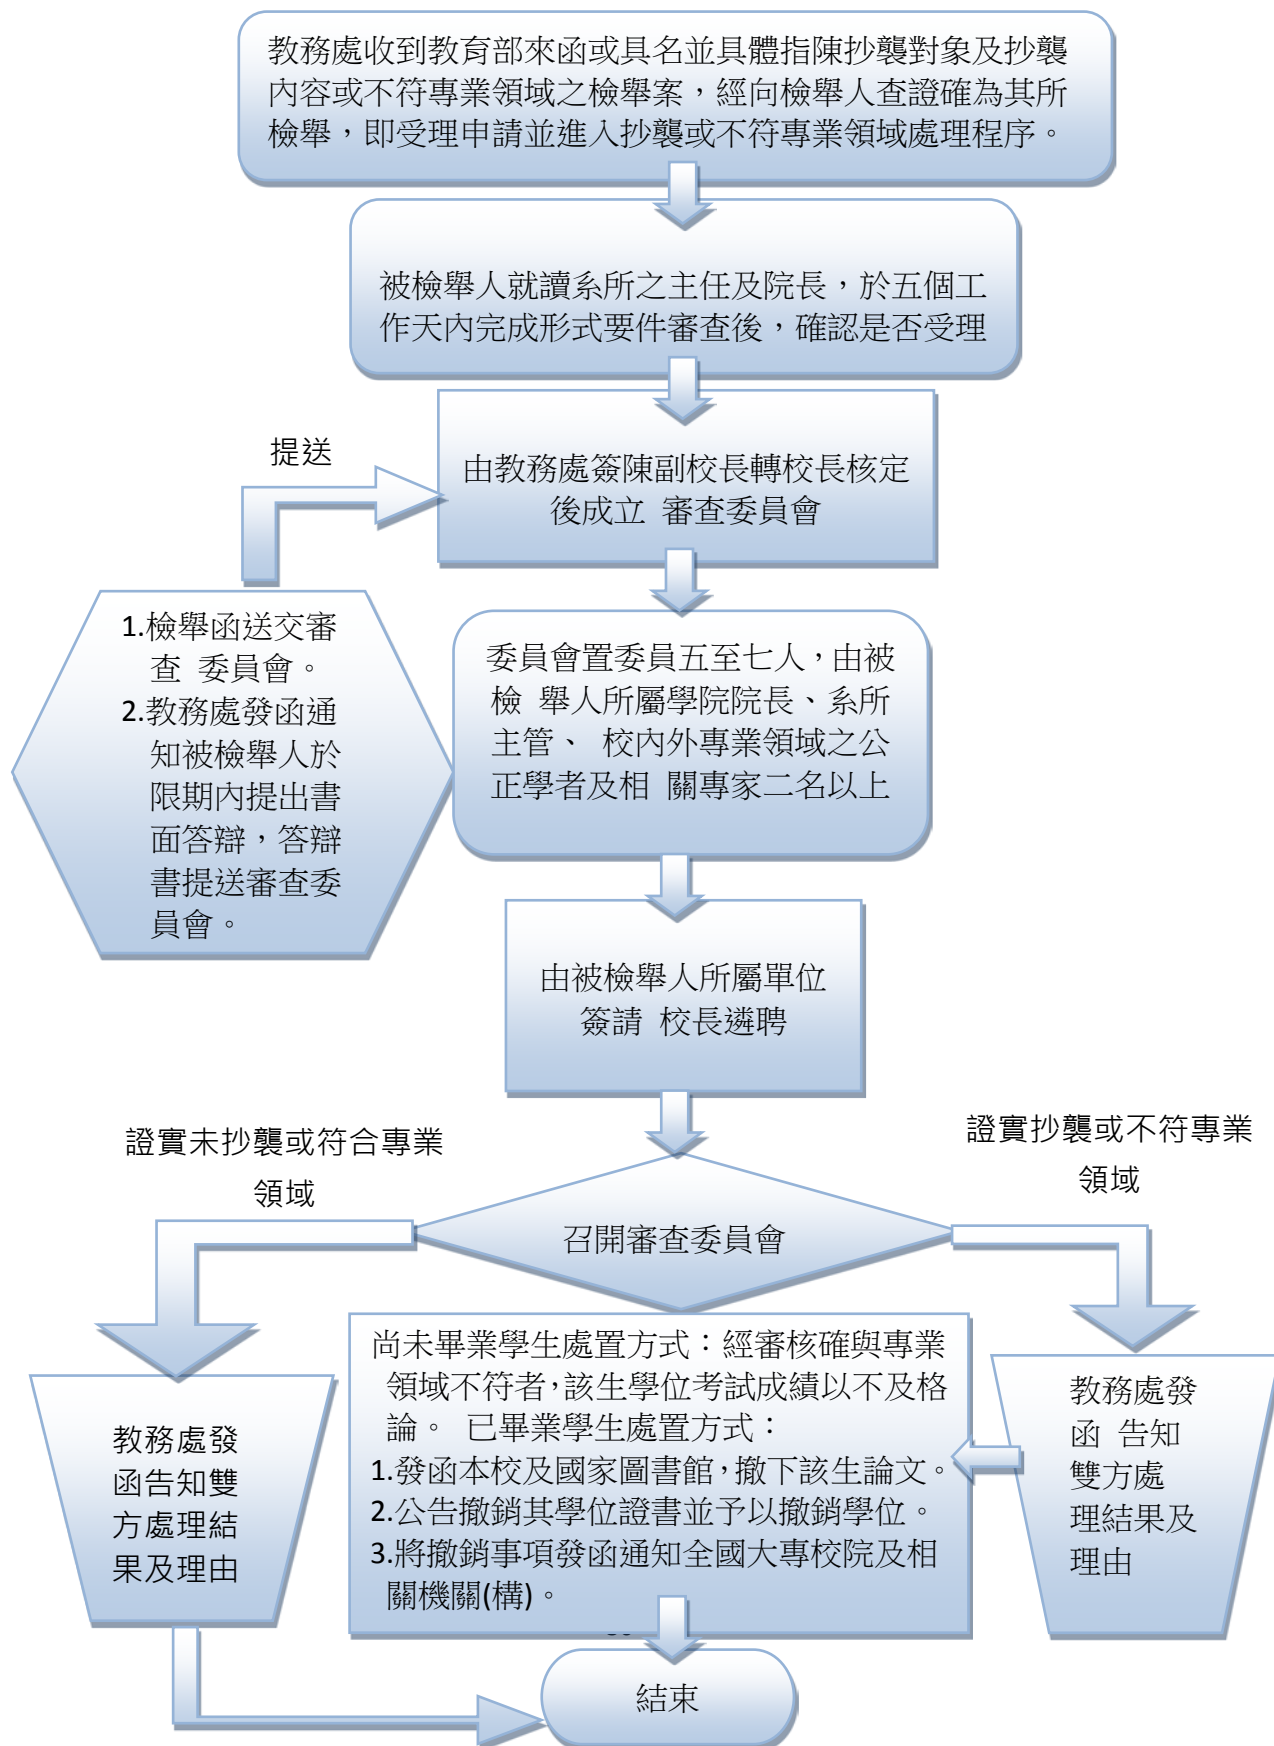 教務處收到教育部來函或具名並具體指陳抄襲對象及抄襲
內容或不符專業領域之檢舉案，經向檢舉人查證確為其所
檢舉，即受理申請並進入抄襲或不符專業領域處理程序。
被檢舉人就讀系所之主任及院長，於五個工
作天內完成形式要件審查後，確認是否受理
提送
由教務處簽陳副校長轉校長核定
後成立 審查委員會
1.檢舉函送交審
查 委員會。
2.教務處發函通
知被檢舉人於
限期內提出書
面答辯，答辯
書提送審查委
員會。
委員會置委員五至七人，由被
檢 舉人所屬學院院長、系所
主管、 校內外專業領域之公
正學者及相 關專家二名以上
由被檢舉人所屬單位
簽請 校長遴聘
證實未抄襲或符合專業
領域
證實抄襲或不符專業
領域
召開審查委員會
教務處發
函告知雙
方處理結
果及理由
尚未畢業學生處置方式：經審核確與專業
領域不符者，該生學位考試成績以不及格
論。 已畢業學生處置方式：
1.發函本校及國家圖書館，撤下該生論文。
2.公告撤銷其學位證書並予以撤銷學位。
3.將撤銷事項發函通知全國大專校院及相
關機關(構)。
教務處發
函 告知
雙方處
理結果及
理由
結束